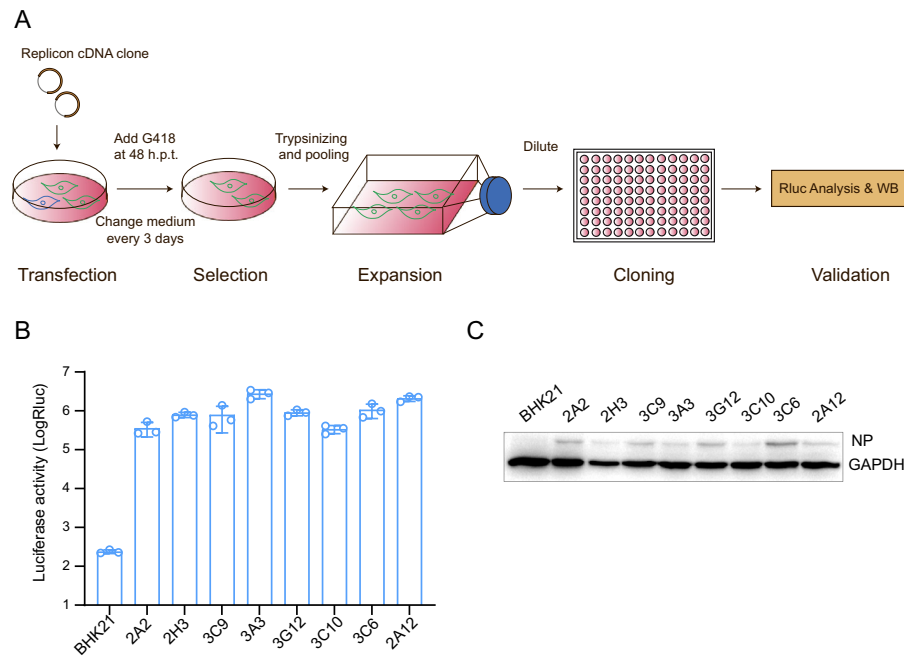 A
Replicon cDNA clone
Add G418
at 48 h.p.t.
Change medium
every 3 days
Trypsinizing
and pooling
Dilute
Rluc Analysis & WB
Transfection
Selection
Expansion
Cloning
Validation
B
Luciferase activity (LogRluc)
7
6
5
4
3
2
1
BHK21
2A2
2H3
3C9
3A3
3G12
3C10
3C6
2A12
C
BHK21
2A2
2H3
3C9
3A3
3G12
3C10
3C6
2A12
NP
GAPDH